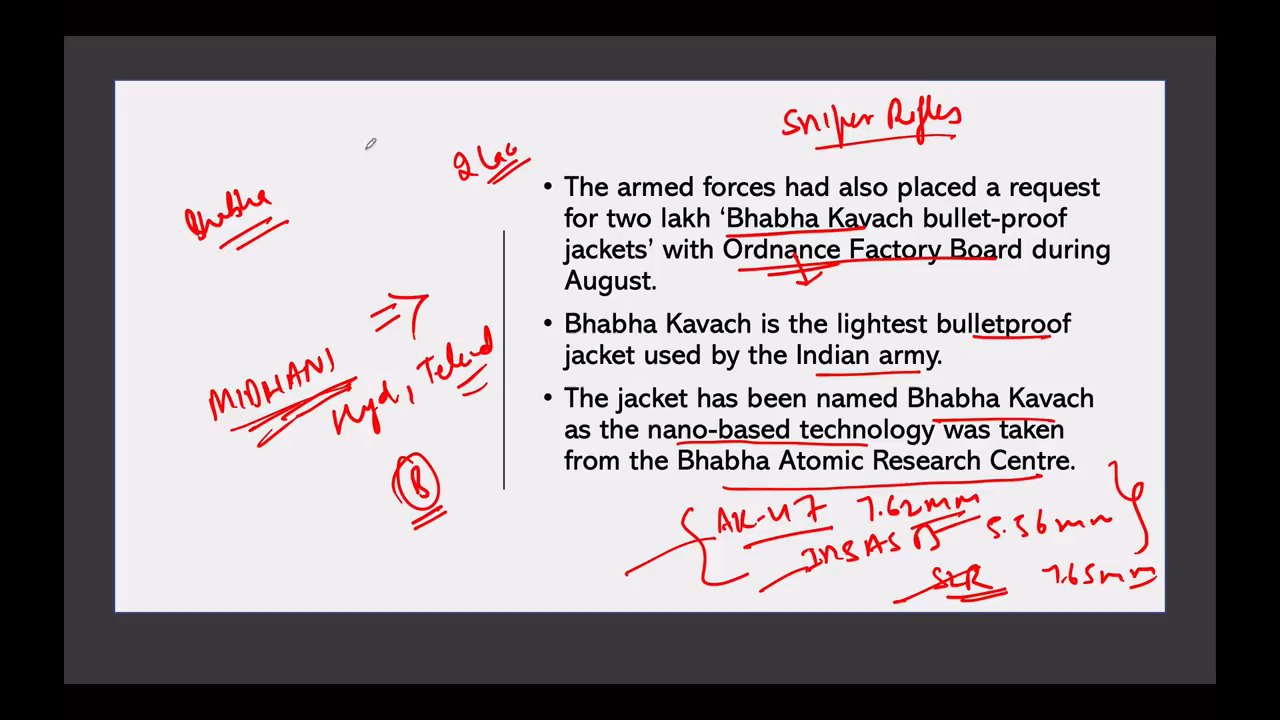 Sniper Rifles
2 Lac
Bhabha
• The armed forces had also placed a request
for two lakh ‘Bhabha Kavach bullet-proof
jackets’ with Ordnance Factory Board during
August.
• Bhabha Kavach is the lightest bulletproof
jacket used by the Indian army.
• The jacket has been named Bhabha Kavach
as the nano-based technology was taken
from the Bhabha Atomic Research Centre.
MIDHANI
Hyd,
B
AK-47 7.62mm
INSAS 5.56mm
SLR 7.65mm